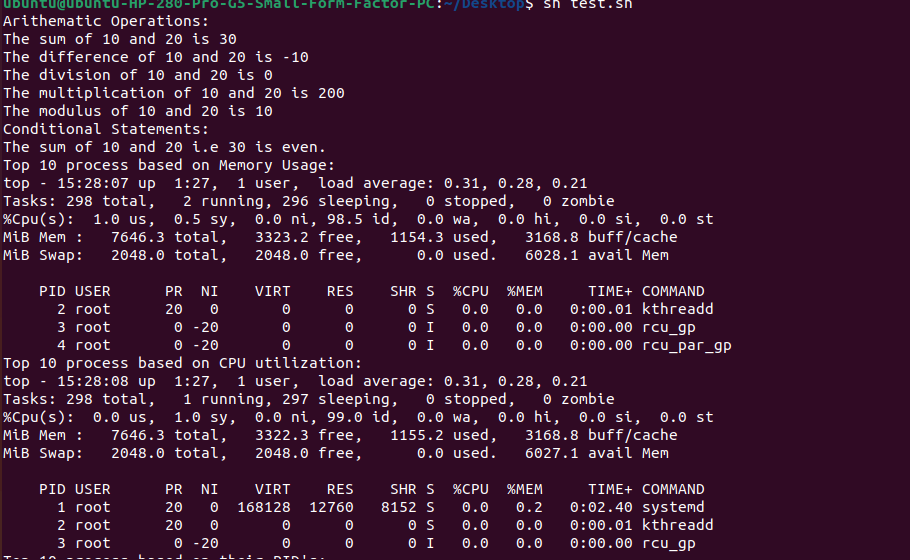 ubuntu@ubuntu-HP-280-Pro-G5-Small-Form-Factor-PC:~/Desktop$ sh test.sh
Arithematic Operations:
The sum of 10 and 20 is 30
The difference of 10 and 20 is -10
The division of 10 and 20 is 0
The multiplication of 10 and 20 is 200
The modulus of 10 and 20 is 10
Conditional Statements:
The sum of 10 and 20 i.e 30 is even.
Top 10 process based on Memory Usage:
top - 15:28:07 up  1:27,  1 user,  load average: 0.31, 0.28, 0.21
Tasks: 298 total,   2 running, 296 sleeping,   0 stopped,   0 zombie
%Cpu(s):  1.0 us,  0.5 sy,  0.0 ni, 98.5 id,  0.0 wa,  0.0 hi,  0.0 si,  0.0 st
MiB Mem :   7646.3 total,   3323.2 free,   1154.3 used,   3168.8 buff/cache
MiB Swap:   2048.0 total,   2048.0 free,      0.0 used.   6028.1 avail Mem
    PID USER      PR  NI    VIRT    RES    SHR S  %CPU  %MEM     TIME+ COMMAND
      2 root      20   0       0      0      0 S   0.0   0.0   0:00.01 kthreadd
      3 root       0 -20       0      0      0 I   0.0   0.0   0:00.00 rcu_gp
      4 root       0 -20       0      0      0 I   0.0   0.0   0:00.00 rcu_par_gp
Top 10 process based on CPU utilization:
top - 15:28:08 up  1:27,  1 user,  load average: 0.31, 0.28, 0.21
Tasks: 298 total,   1 running, 297 sleeping,   0 stopped,   0 zombie
%Cpu(s):  0.0 us,  1.0 sy,  0.0 ni, 99.0 id,  0.0 wa,  0.0 hi,  0.0 si,  0.0 st
MiB Mem :   7646.3 total,   3322.3 free,   1155.2 used,   3168.8 buff/cache
MiB Swap:   2048.0 total,   2048.0 free,      0.0 used.   6027.1 avail Mem
    PID USER      PR  NI    VIRT    RES    SHR S  %CPU  %MEM     TIME+ COMMAND
      1 root      20   0  168128  12760   8152 S   0.0   0.2   0:02.40 systemd
      2 root      20   0       0      0      0 S   0.0   0.0   0:00.01 kthreadd
      3 root       0 -20       0      0      0 I   0.0   0.0   0:00.00 rcu_gp
Top 10 process based on their PID's: